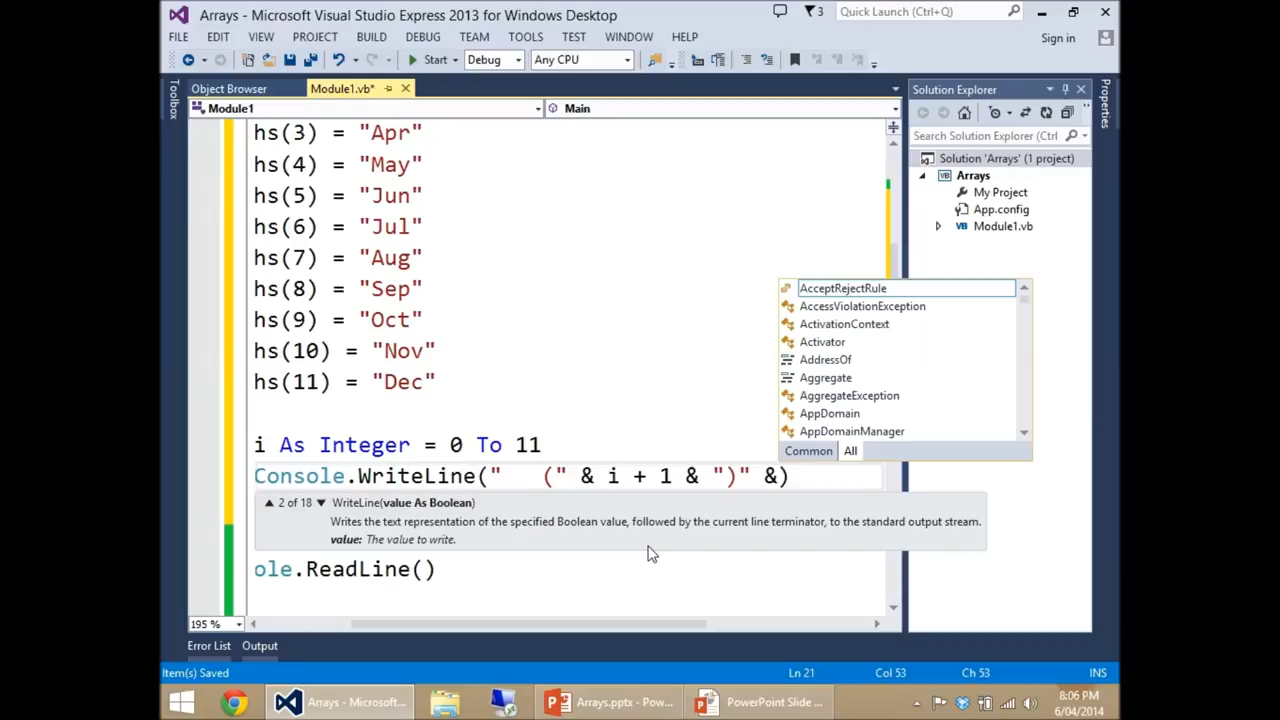 Arrays - Microsoft Visual Studio Express 2013 for Windows Desktop
3
Quick Launch (Ctrl+Q)
FILE EDIT VIEW PROJECT BUILD DEBUG TEAM TOOLS TEST WINDOW HELP
Sign in
Start Debug Any CPU
Toolbox
Object Browser Module1.vb*
Solution Explorer
Properties
Module1 Main
Search Solution Explorer (Ctrl
hs(3) = "Apr"
Solution 'Arrays' (1 project)
hs(4) = "May"
VB Arrays
hs(5) = "Jun"
My Project
App.config
hs(6) = "Jul"
VB Module1.vb
hs(7) = "Aug"
hs(8) = "Sep"
hs(9) = "Oct"
hs(10) = "Nov"
hs(11) = "Dec"
AcceptRejectRule
AccessViolationException
ActivationContext
Activator
AddressOf
Aggregate
AggregateException
AppDomain
AppDomainManager
Common All
i As Integer = 0 To 11
Console.WriteLine("   (" & i + 1 & ")" &)
2 of 18 WriteLine(value As Boolean)
Writes the text representation of the specified Boolean value, followed by the current line terminator, to the standard output stream.
value: The value to write.
ole.ReadLine()
195 %
Error List Output
Item(s) Saved Ln 21 Col 53 Ch 53 INS
Arrays - Microsoft... Arrays.pptx - Pow... PowerPoint Slide ...
8:06 PM
6/04/2014